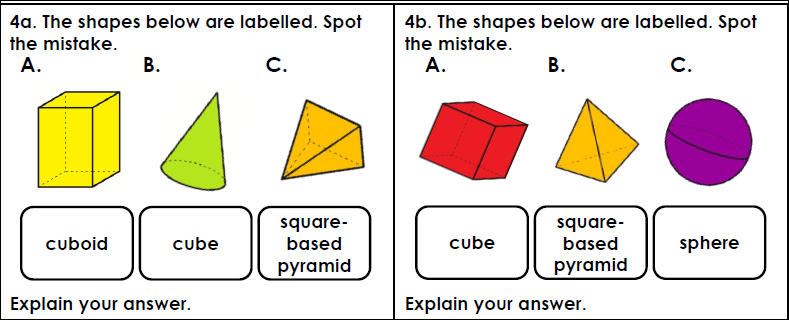 4a. The shapes below are labelled. Spot
the mistake.
A. B. C.
cuboid
cube
square-
based
pyramid
Explain your answer.
4b. The shapes below are labelled. Spot
the mistake.
A. B. C.
cube
square-
based
pyramid
sphere
Explain your answer.